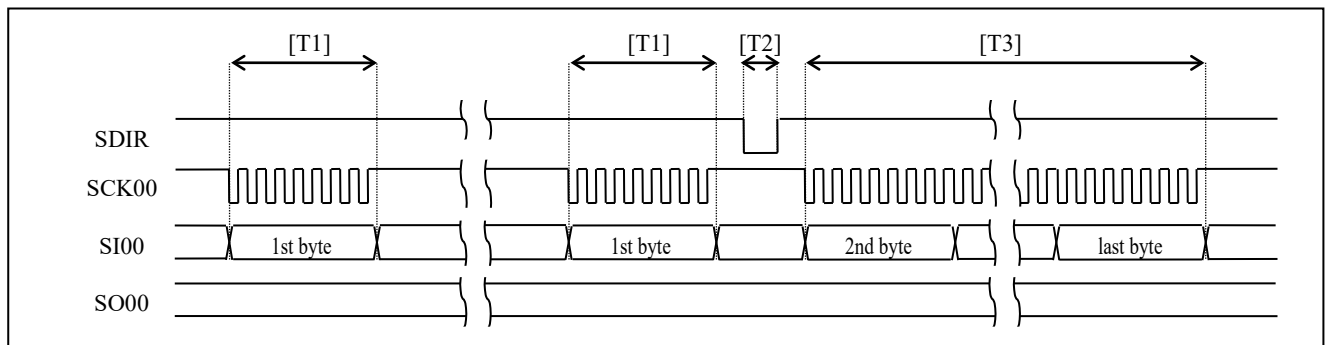 [T1] [T1] [T2] [T3]
SDIR
SCK00
SI00 1st byte 1st byte 2nd byte last byte
SO00